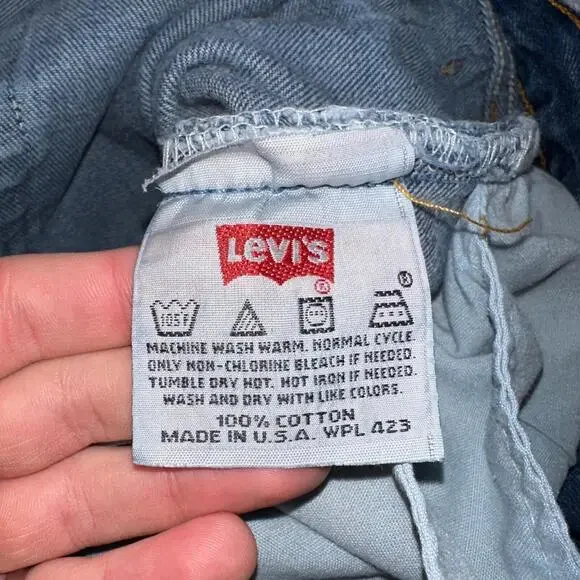 Levi's
105F
MACHINE WASH WARM. NORMAL CYCLE.
ONLY NON-CHLORINE BLEACH IF NEEDED.
TUMBLE DRY HOT. HOT IRON IF NEEDED.
WASH AND DRY WITH LIKE COLORS.
100% COTTON
MADE IN U.S.A. WPL 423